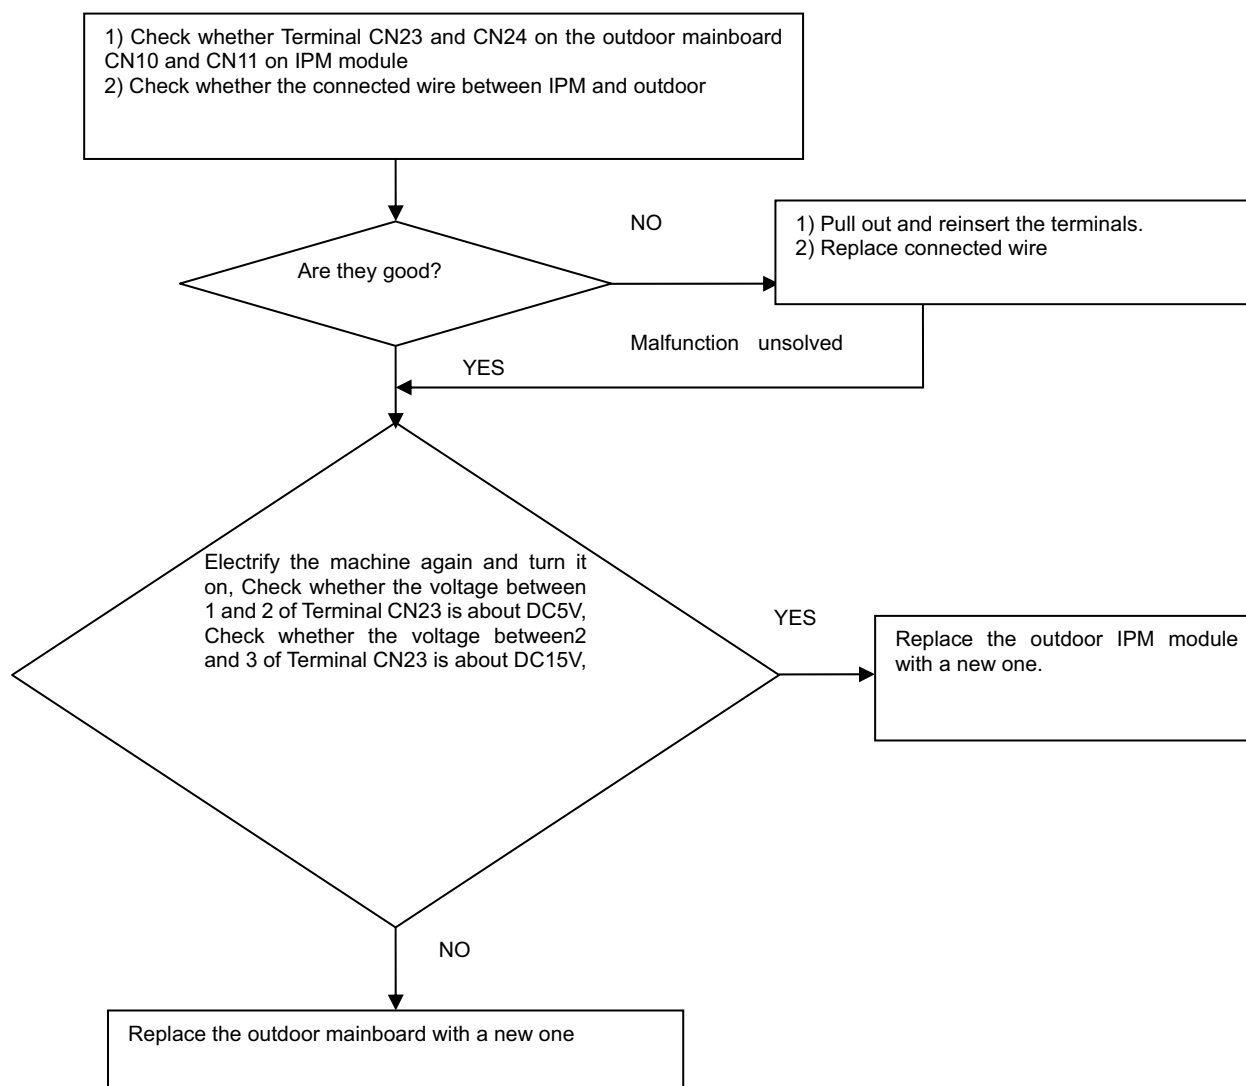 1) Check whether Terminal CN23 and CN24 on the outdoor mainboard
CN10 and CN11 on IPM module
2) Check whether the connected wire between IPM and outdoor
NO
1) Pull out and reinsert the terminals.
2) Replace connected wire
Are they good?
Malfunction unsolved
YES
Electrify the machine again and turn it
on, Check whether the voltage between
1 and 2 of Terminal CN23 is about DC5V,
Check whether the voltage between2
and 3 of Terminal CN23 is about DC15V,
YES
Replace the outdoor IPM module
with a new one.
NO
Replace the outdoor mainboard with a new one